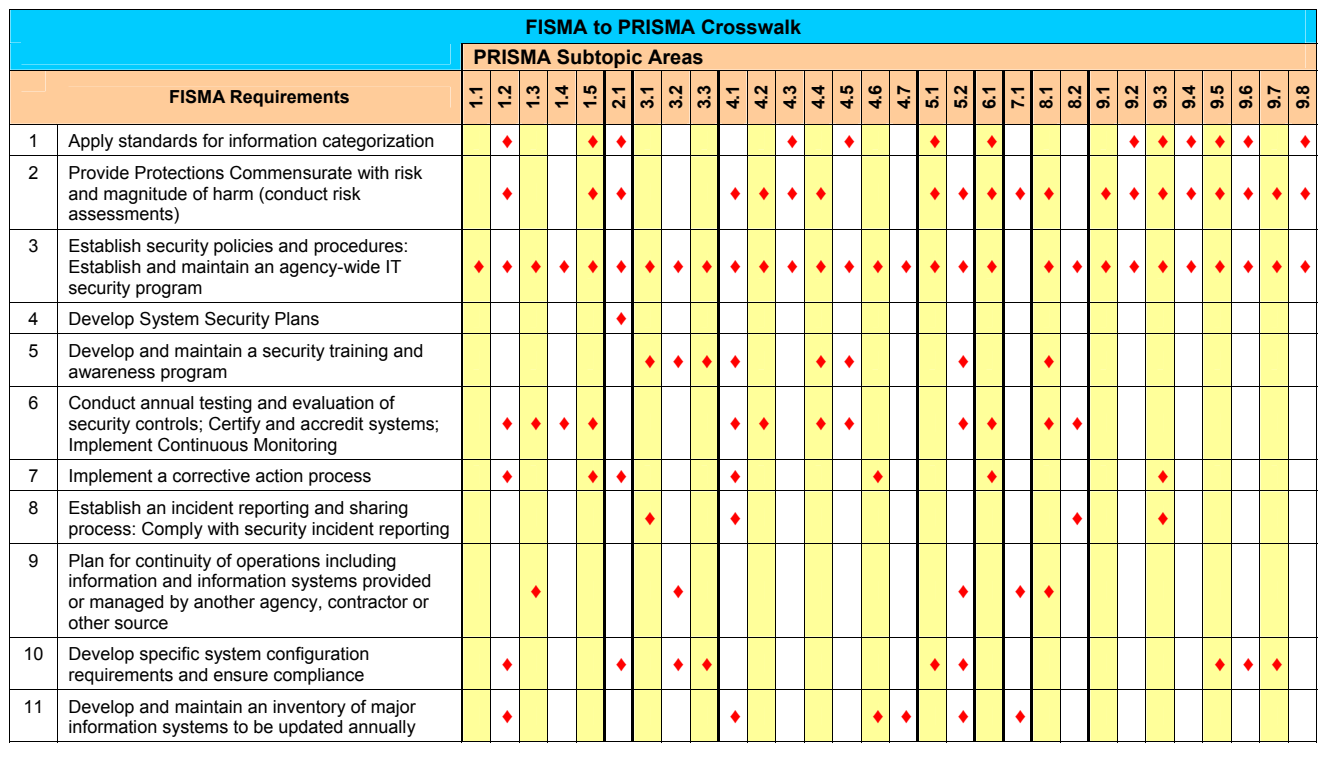 FISMA to PRISMA Crosswalk
PRISMA Subtopic Areas
FISMA Requirements
1.1 1.2 1.3 1.4 1.5 2.1 3.1 3.2 3.3 4.1 4.2 4.3 4.4 4.5 4.6 4.7 5.1 5.2 6.1 7.1 8.1 8.2 9.1 9.2 9.3 9.4 9.5 9.6 9.7 9.8
1 Apply standards for information categorization
2 Provide Protections Commensurate with risk
and magnitude of harm (conduct risk
assessments)
3 Establish security policies and procedures:
Establish and maintain an agency-wide IT
security program
4 Develop System Security Plans
5 Develop and maintain a security training and
awareness program
6 Conduct annual testing and evaluation of
security controls; Certify and accredit systems;
Implement Continuous Monitoring
7 Implement a corrective action process
8 Establish an incident reporting and sharing
process: Comply with security incident reporting
9 Plan for continuity of operations including
information and information systems provided
or managed by another agency, contractor or
other source
10 Develop specific system configuration
requirements and ensure compliance
11 Develop and maintain an inventory of major
information systems to be updated annually